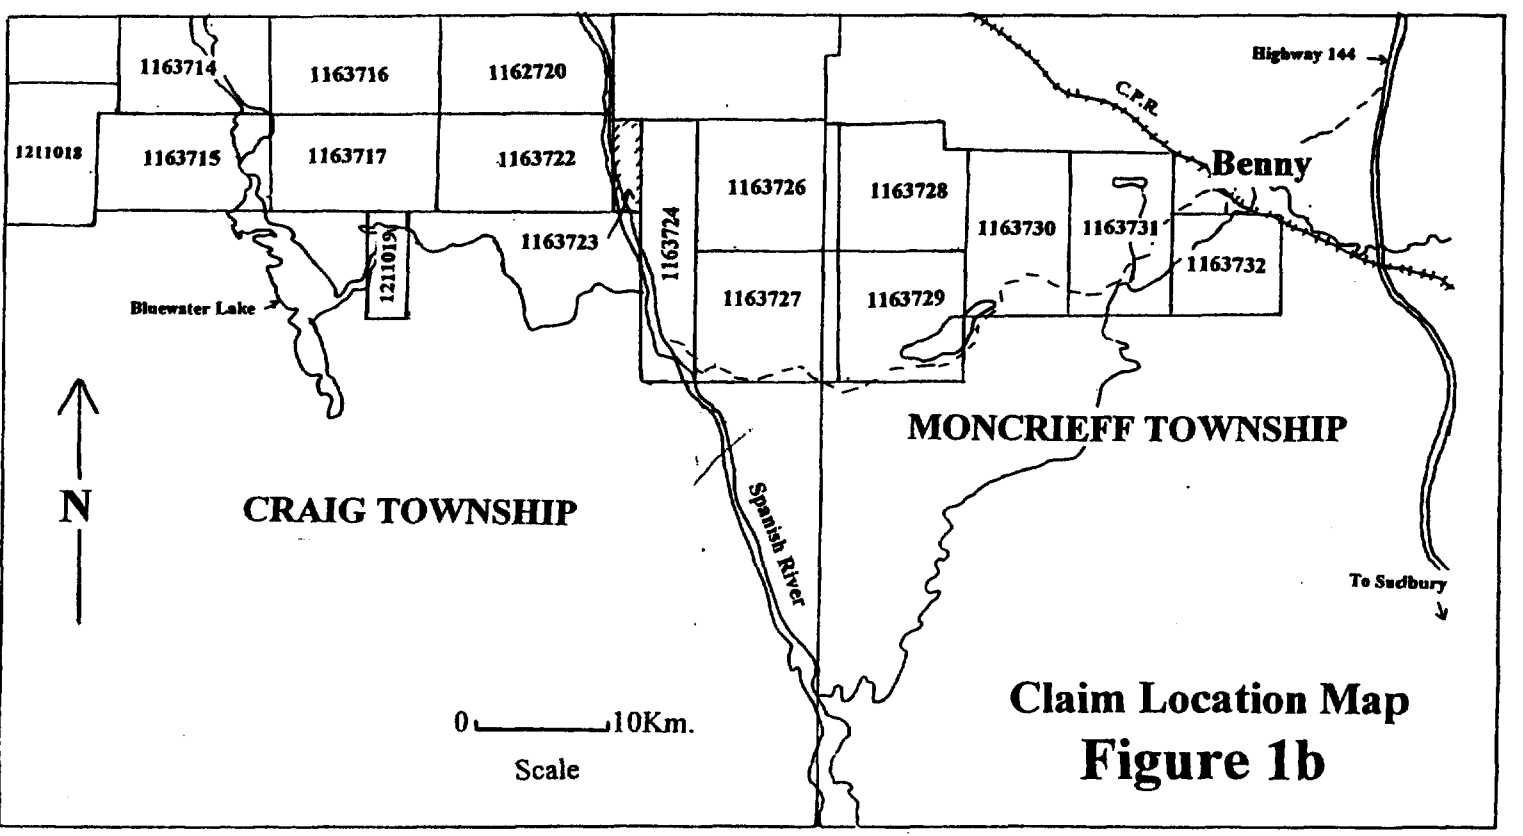 Highway 144
1163714
1163716
1162720
C.P.R.
1211018
1163715
1163717
1163722
Benny
1163726
1163728
1163724
1163723
1163730
1163731
1211019
1163732
Bluewater Lake
1163727
1163729
MONCRIEFF TOWNSHIP
N
CRAIG TOWNSHIP
Spanish River
To Sudbury
Claim Location Map
0 10Km.
Scale
Figure 1b